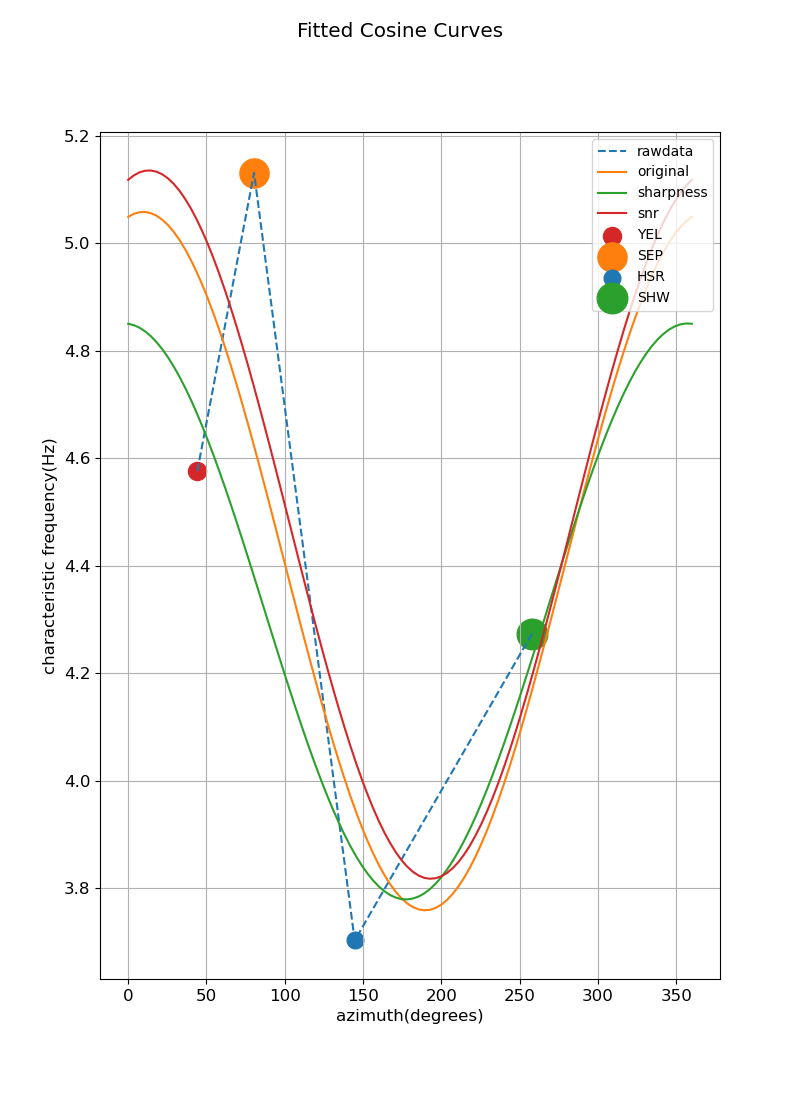 Fitted Cosine Curves
5.2
5.0
4.8
4.6
4.4
4.2
4.0
3.8
characteristic frequency(Hz)
rawdata
original
sharpness
snr
YEL
SEP
HSR
SHW
0 50 100 150 200 250 300 350
azimuth(degrees)